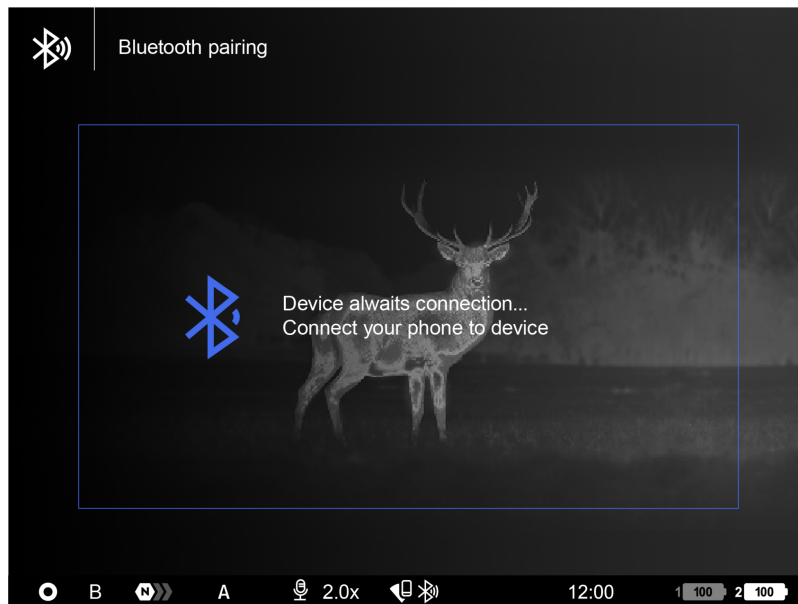 Bluetooth pairing
Device alwaits connection...
Connect your phone to device
B N A 2.0x 12:00 1 100 2 100